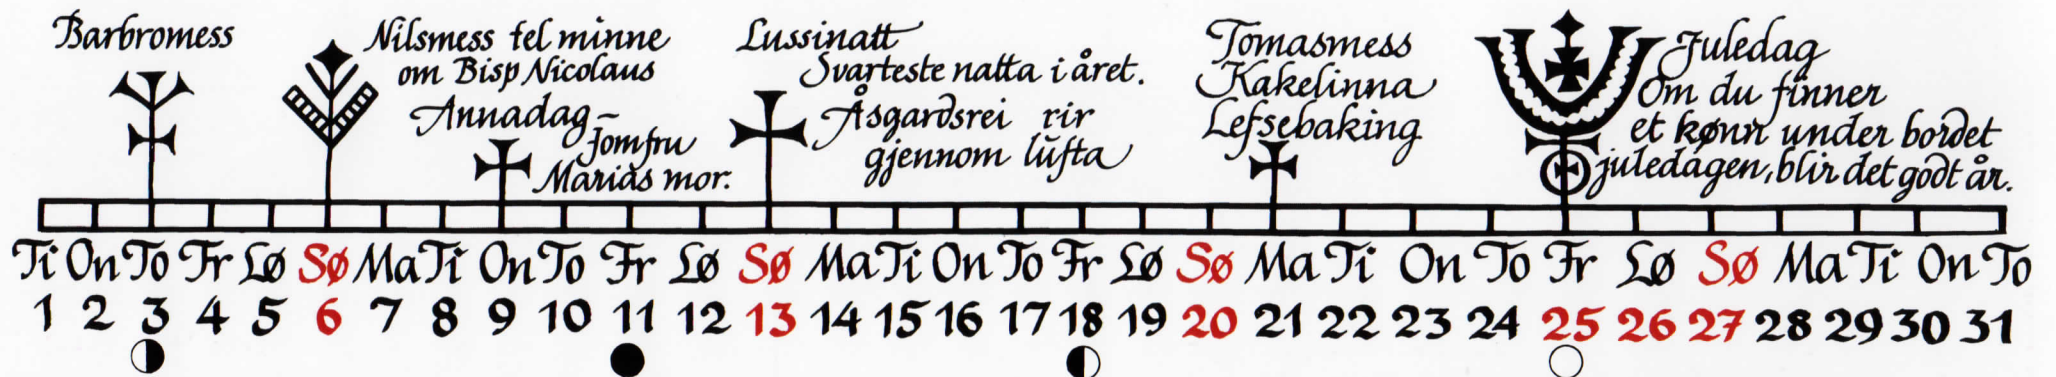 Barbromess
Nilsmess tel minne
om Bisp Nicolaus
Annadag -
Jomfru
Marias mor.
Lussinatt
Svarteste natta i året.
Åsgardsrei rir
gjennom lufta
Tomasmess
Kakelinna
Lefsebaking
Juledag
Om du finner
et kønn under bordet
juledagen, blir det godt år.
Ti On To Fr Lø Sø Ma Ti On To Fr Lø Sø Ma Ti On To Fr Lø Sø Ma Ti On To Fr Lø Sø Ma Ti On To
1 2 3 4 5 6 7 8 9 10 11 12 13 14 15 16 17 18 19 20 21 22 23 24 25 26 27 28 29 30 31